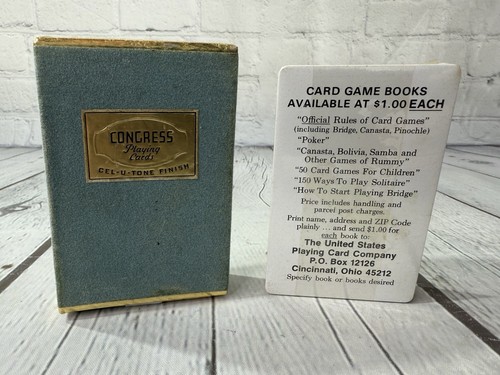 CONGRESS
Playing
Cards
CEL-U-TONE FINISH
CARD GAME BOOKS
AVAILABLE AT $1.00 EACH
"Official Rules of Card Games"
(including Bridge, Canasta, Pinochle)
"Poker"
"Canasta, Bolivia, Samba and
Other Games of Rummy"
"50 Card Games For Children"
"150 Ways To Play Solitaire"
"How To Start Playing Bridge"
Price includes handling and
parcel post charges.
Print name, address and ZIP Code
plainly ... and send $1.00 for
each book to:
The United States
Playing Card Company
P.O. Box 12126
Cincinnati, Ohio 45212
Specify book or books desired